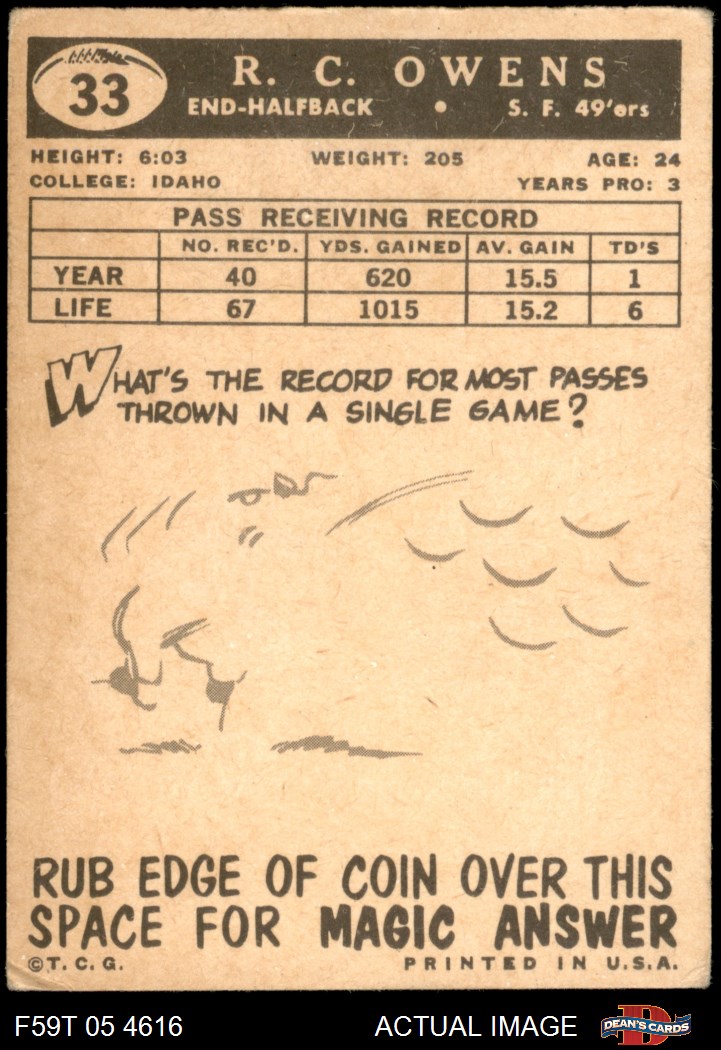 33
R. C. OWENS
END-HALFBACK • S. F. 49'ers
HEIGHT: 6:03 WEIGHT: 205 AGE: 24
COLLEGE: IDAHO YEARS PRO: 3
PASS RECEIVING RECORD
NO. REC'D. YDS. GAINED AV. GAIN TD'S
YEAR 40 620 15.5 1
LIFE 67 1015 15.2 6
WHAT'S THE RECORD FOR MOST PASSES
THROWN IN A SINGLE GAME?
RUB EDGE OF COIN OVER THIS
SPACE FOR MAGIC ANSWER
©T. C. G. PRINTED IN U.S.A.
F59T 05 4616 ACTUAL IMAGE DEAN'S CARDS